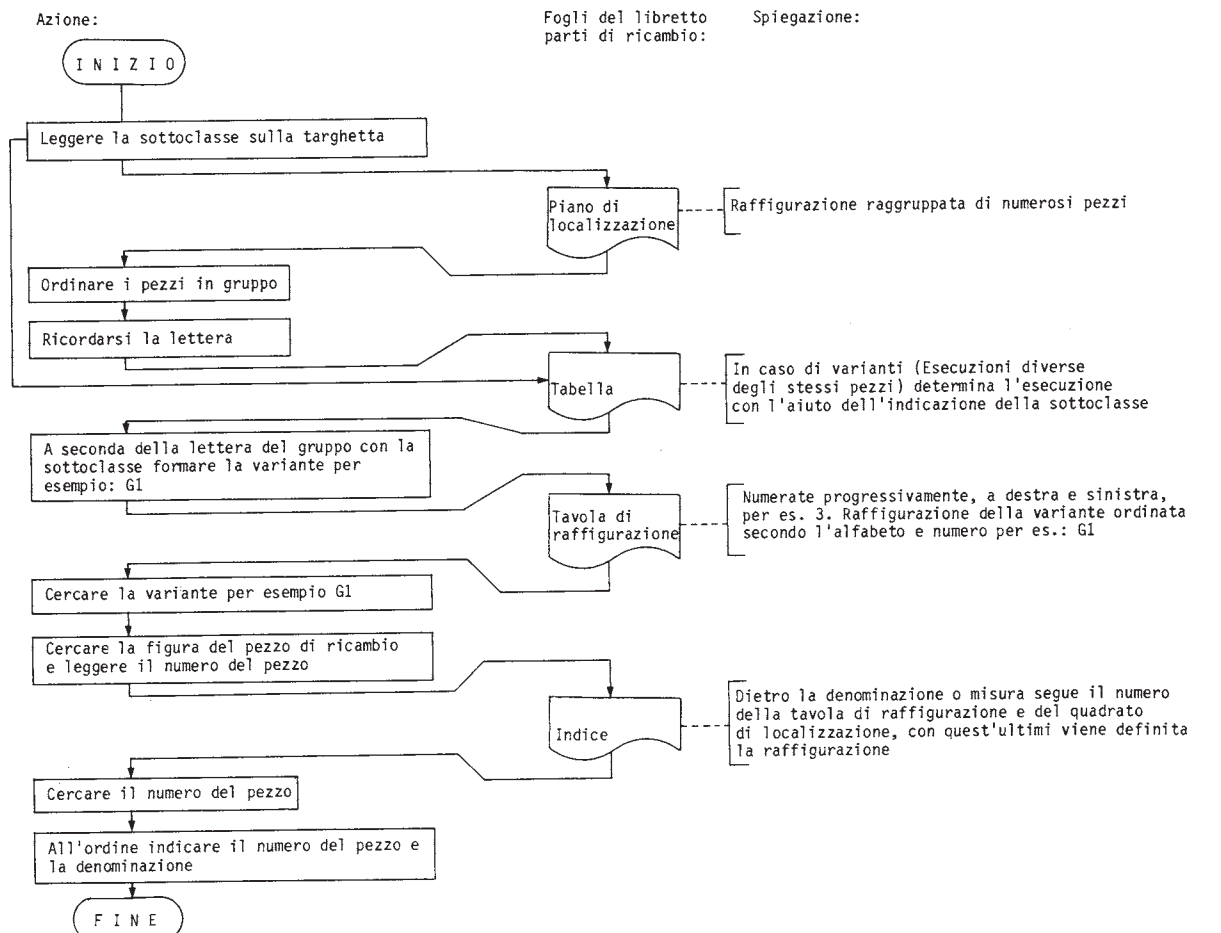 Azione:
Fogli del libretto
parti di ricambio:
Spiegazione:
INIZIO
Leggere la sottoclasse sulla targhetta
Piano di
localizzazione
Raffigurazione raggruppata di numerosi pezzi
Ordinare i pezzi in gruppo
Ricordarsi la lettera
Tabella
In caso di varianti (Esecuzioni diverse
degli stessi pezzi) determina l'esecuzione
con l'aiuto dell'indicazione della sottoclasse
A seconda della lettera del gruppo con la
sottoclasse formare la variante per
esempio: G1
Tavola di
raffigurazione
Numerate progressivamente, a destra e sinistra,
per es. 3. Raffigurazione della variante ordinata
secondo l'alfabeto e numero per es.: G1
Cercare la variante per esempio G1
Cercare la figura del pezzo di ricambio
e leggere il numero del pezzo
Indice
Dietro la denominazione o misura segue il numero
della tavola di raffigurazione e del quadrato
di localizzazione, con quest'ultimi viene definita
la raffigurazione
Cercare il numero del pezzo
All'ordine indicare il numero del pezzo e
la denominazione
FINE